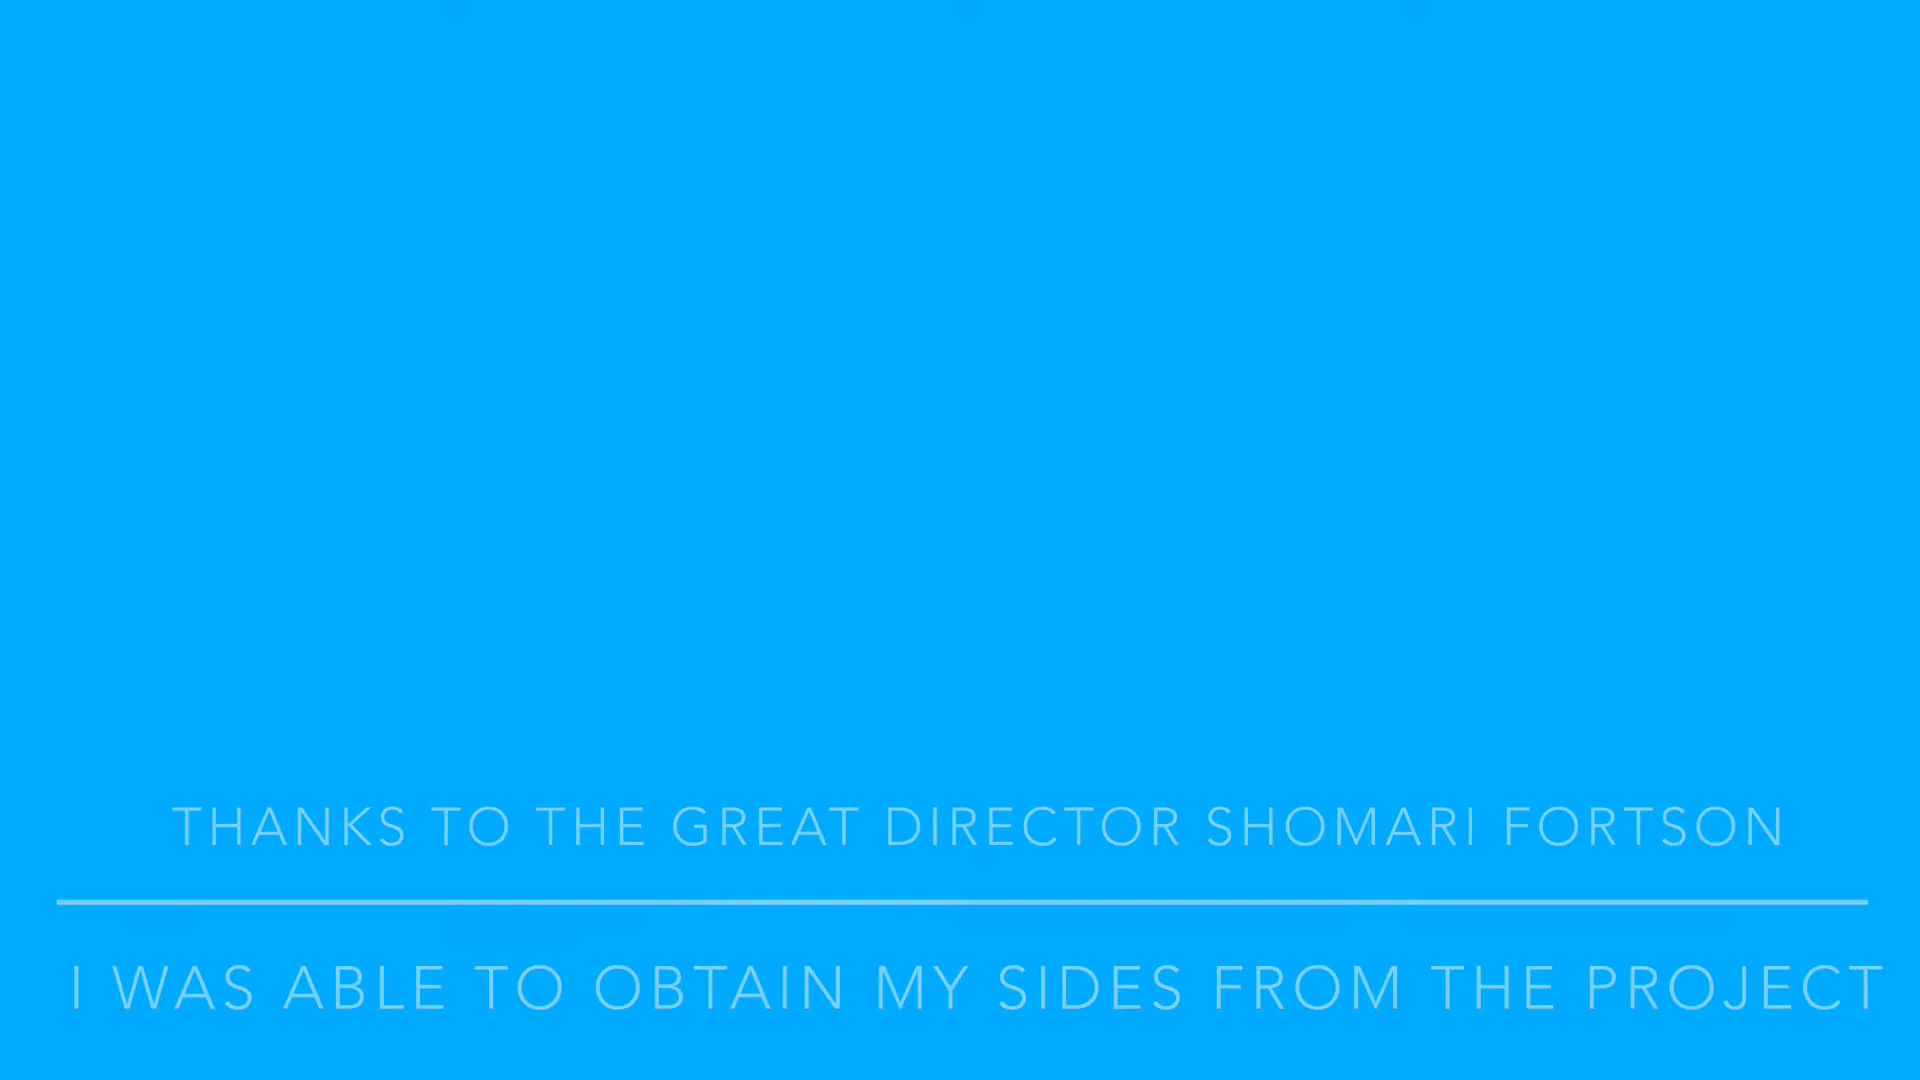 THANKS TO THE GREAT DIRECTOR SHOMARI FORTSON
I WAS ABLE TO OBTAIN MY SIDES FROM THE PROJECT